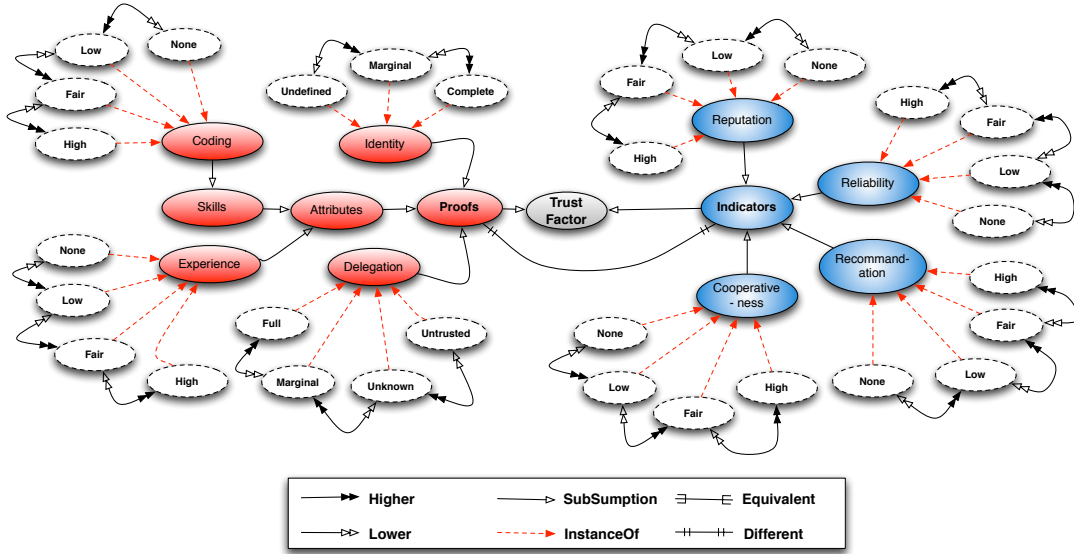 None
Low
Fair
High
Coding
Marginal
Undefined
Complete
Identity
Low
None
Fair
High
Reputation
High
Fair
Low
None
Reliability
Skills
Attributes
Proofs
Trust
Factor
Indicators
None
Low
Fair
High
Experience
Delegation
Full
Marginal
Unknown
Untrusted
Cooperative
- ness
None
Low
Fair
High
Recommand-
ation
High
Fair
Low
None
Higher
SubSumption
Equivalent
Lower
InstanceOf
Different